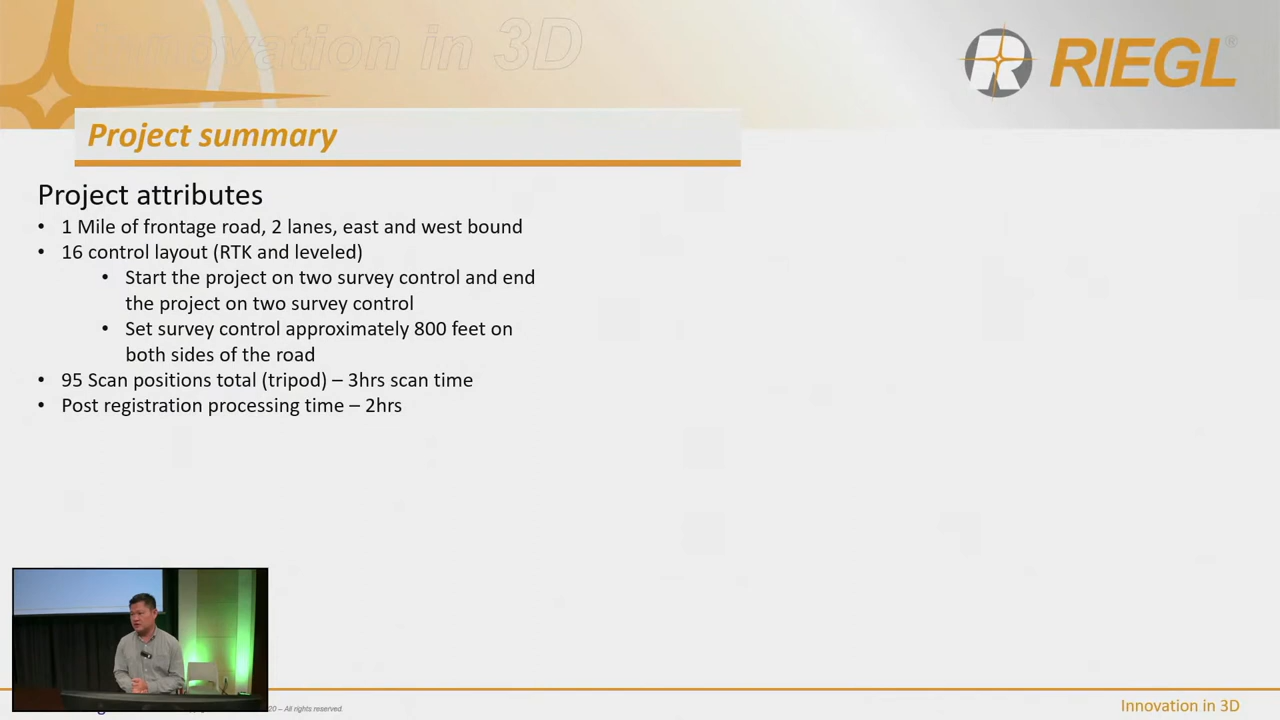 Innovation in 3D
RIEGL®
Project summary
Project attributes
• 1 Mile of frontage road, 2 lanes, east and west bound
• 16 control layout (RTK and leveled)
• Start the project on two survey control and end
the project on two survey control
• Set survey control approximately 800 feet on
both sides of the road
• 95 Scan positions total (tripod) – 3hrs scan time
• Post registration processing time – 2hrs
20 – All rights reserved.
Innovation in 3D